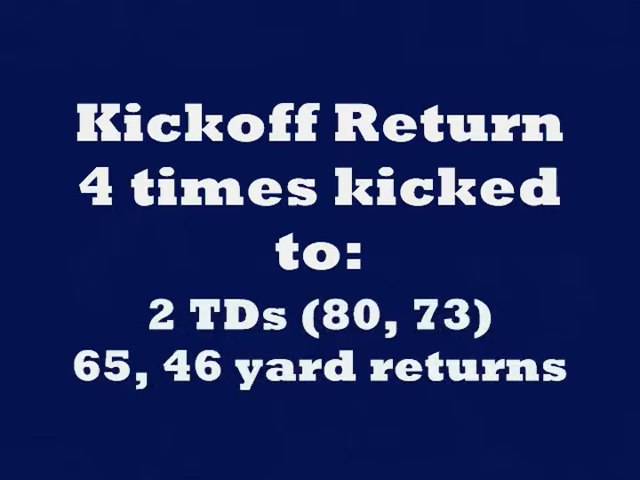 Kickoff Return
4 times kicked
to:
2 TDs (80, 73)
65, 46 yard returns